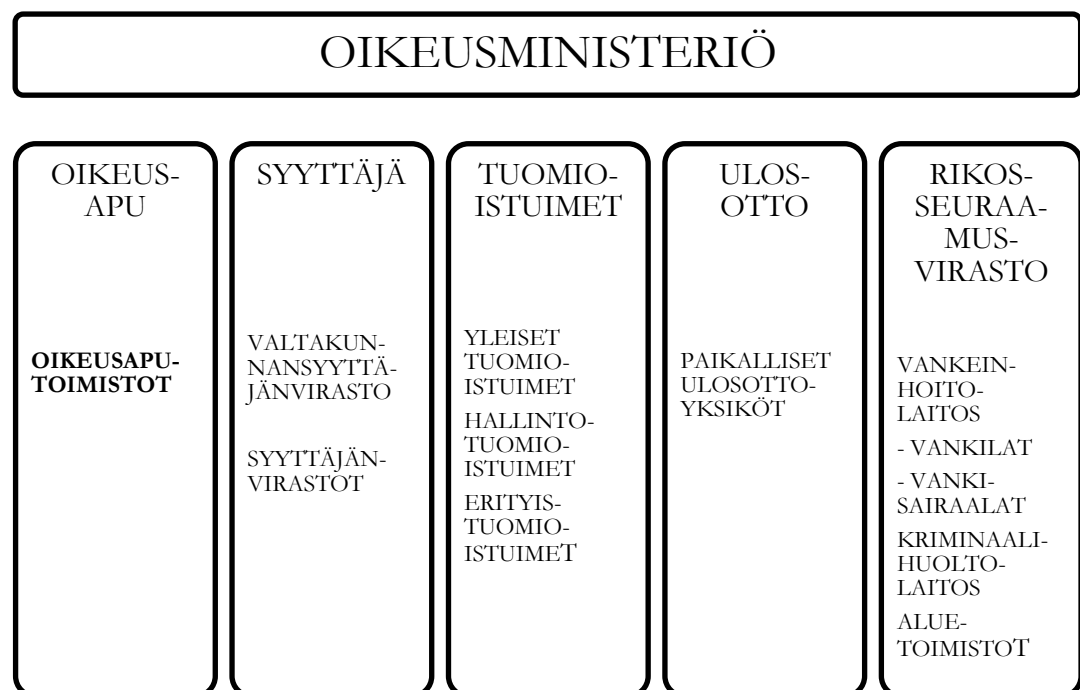 OIKEUSMINISTERIÖ
OIKEUS-
APU
OIKEUSAPU-
TOIMISTOT
SYYTTÄJÄ
VALTAKUN-
NANSYYTTÄ-
JÄNVIRASTO
SYYTTÄJÄN-
VIRASTOT
TUOMIO-
ISTUIMET
YLEISET
TUOMIO-
ISTUIMET
HALLINTO-
TUOMIO-
ISTUIMET
ERITYIS-
TUOMIO-
ISTUIMET
ULOS-
OTTO
PAIKALLISET
ULOSOTTO-
YKSIKÖT
RIKOS-
SEURAA-
MUS-
VIRASTO
VANKEIN-
HOITO-
LAITOS
- VANKILAT
- VANKI-
SAIRAALAT
KRIMINAALI-
HUOLTO-
LAITOS
ALUE-
TOIMISTOT